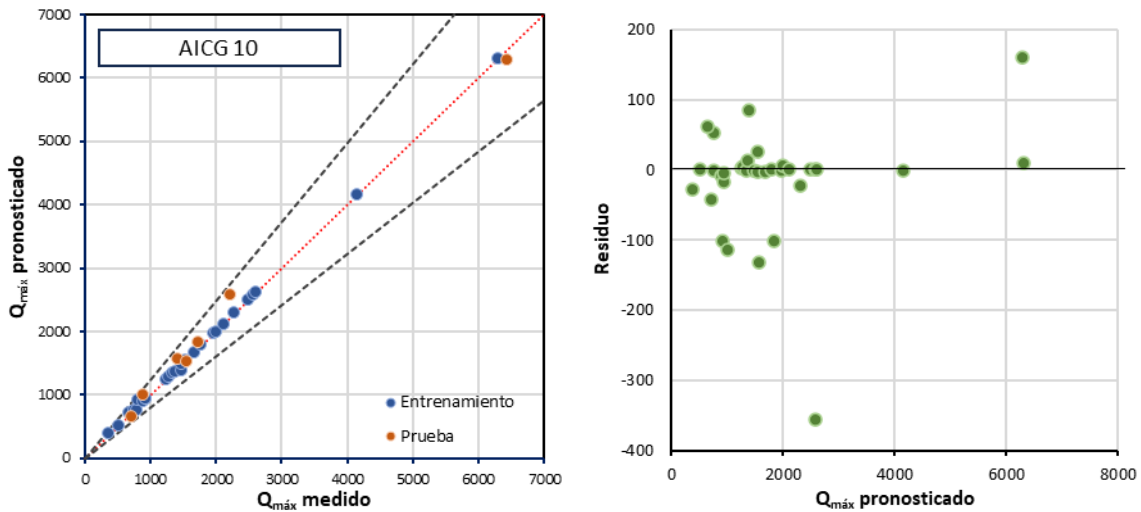 AICG 10
7000
6000
5000
4000
3000
2000
1000
0
Qmáx pronosticado
Entrenamiento
Prueba
0 1000 2000 3000 4000 5000 6000 7000
Qmáx medido
200
100
0
-100
-200
-300
-400
Residuo
0 2000 4000 6000 8000
Qmáx pronosticado